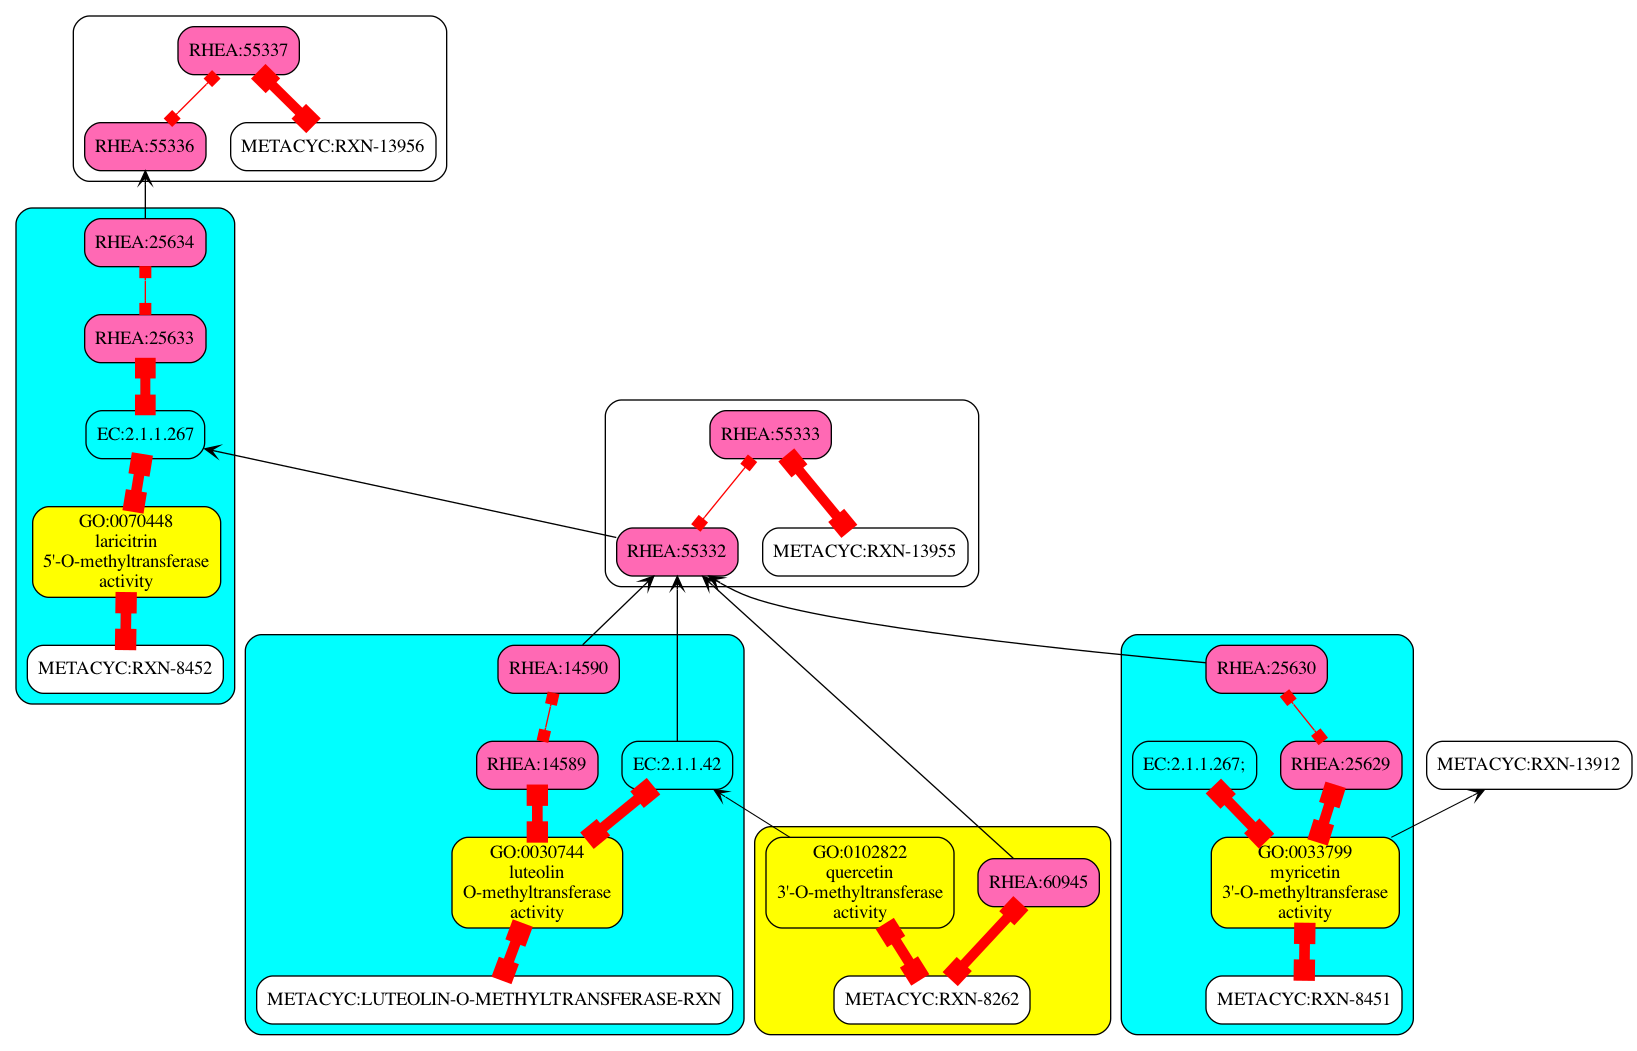 RHEA:55337
RHEA:55336
METACYC:RXN-13956
RHEA:25634
RHEA:25633
EC:2.1.1.267
RHEA:55333
GO:0070448
laricitrin
5'-O-methyltransferase
activity
RHEA:55332
METACYC:RXN-13955
METACYC:RXN-8452
RHEA:14590
RHEA:25630
RHEA:14589
EC:2.1.1.42
EC:2.1.1.267;
RHEA:25629
METACYC:RXN-13912
GO:0030744
luteolin
O-methyltransferase
activity
GO:0102822
quercetin
3'-O-methyltransferase
activity
RHEA:60945
GO:0033799
myricetin
3'-O-methyltransferase
activity
METACYC:LUTEOLIN-O-METHYLTRANSFERASE-RXN
METACYC:RXN-8262
METACYC:RXN-8451